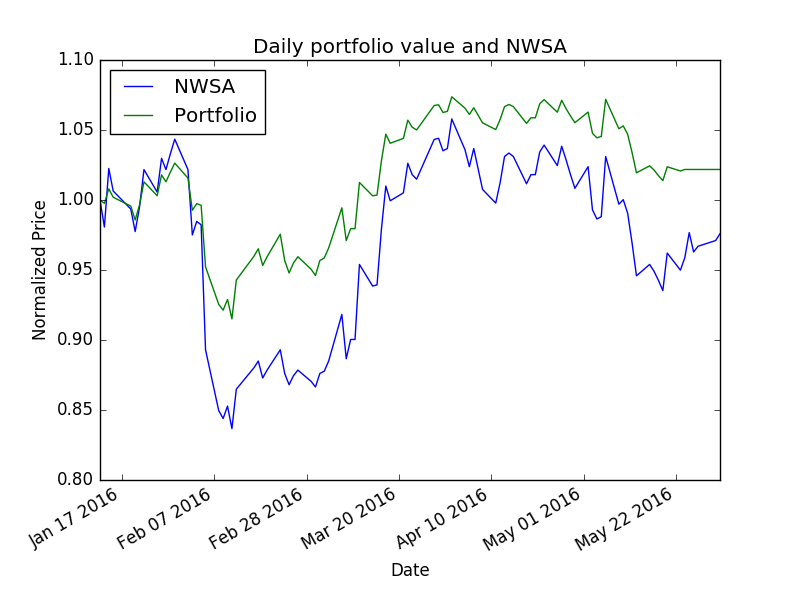 Daily portfolio value and NWSA
NWSA
Portfolio
Normalized Price
1.10
1.05
1.00
0.95
0.90
0.85
0.80
Jan 17 2016
Feb 07 2016
Feb 28 2016
Mar 20 2016
Apr 10 2016
May 01 2016
May 22 2016
Date